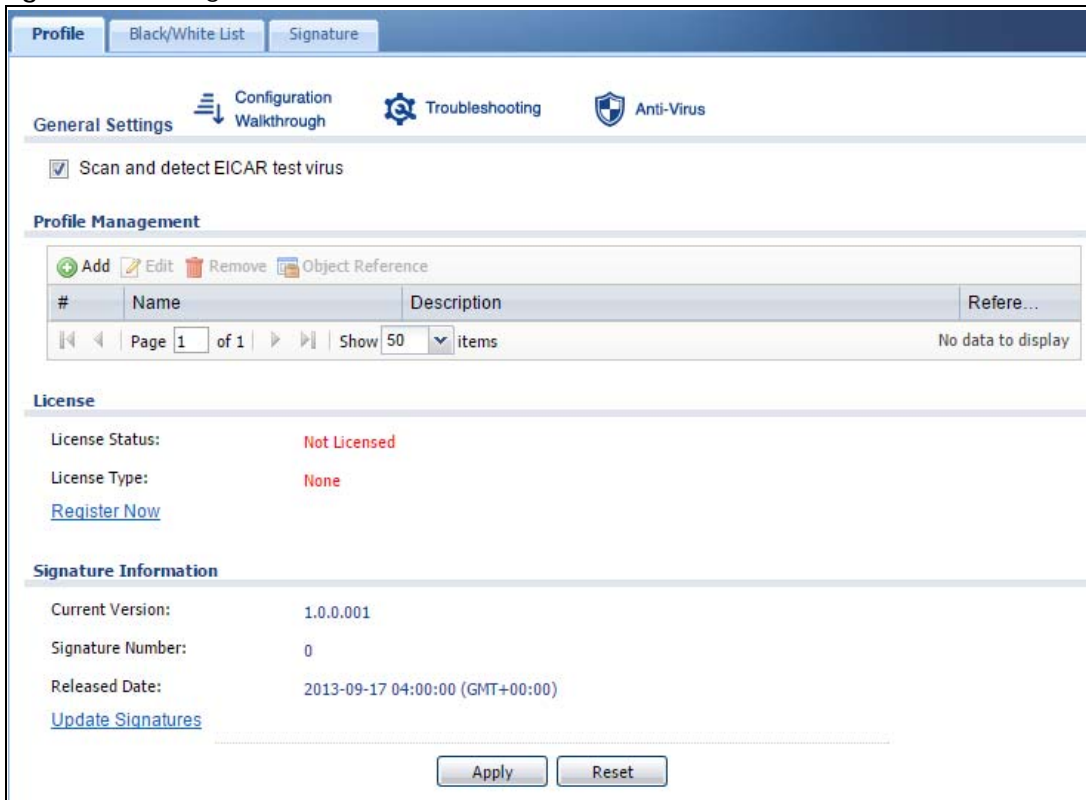 Profile Black/White List Signature
Configuration Walkthrough
Troubleshooting
Anti-Virus
General Settings
Scan and detect EICAR test virus
Profile Management
Add Edit Remove Object Reference
# Name Description Refere...
Page 1 of 1 Show 50 items No data to display
License
License Status: Not Licensed
License Type: None
Register Now
Signature Information
Current Version: 1.0.0.001
Signature Number: 0
Released Date: 2013-09-17 04:00:00 (GMT+00:00)
Update Signatures
Apply Reset